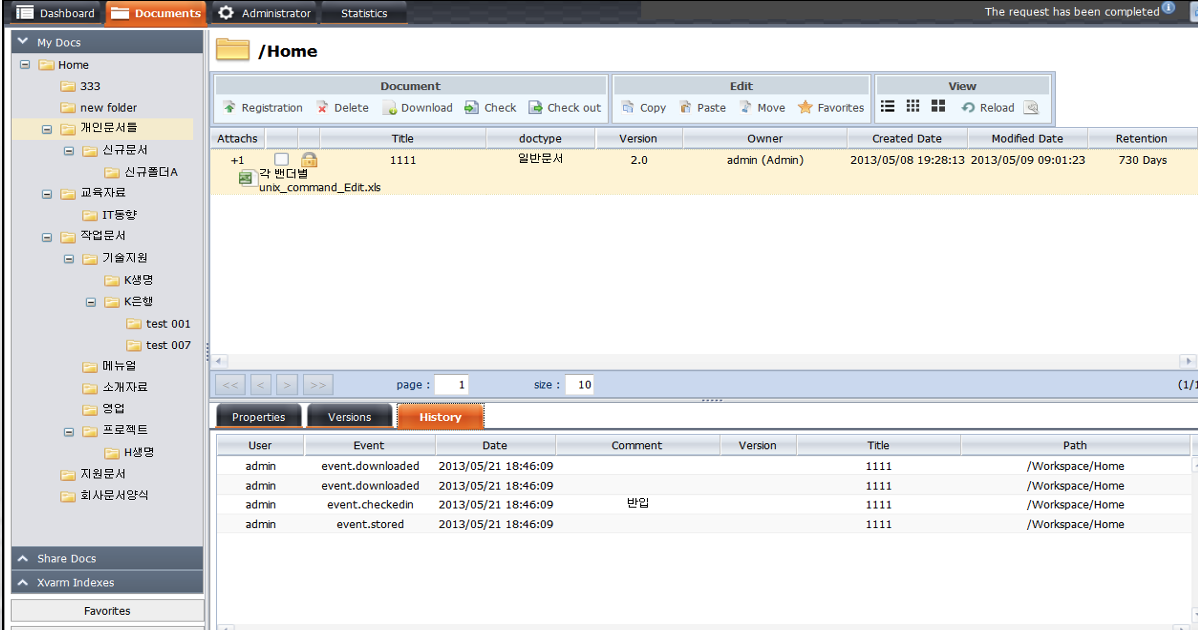 Dashboard Documents Administrator Statistics The request has been completed
My Docs
Home
333
new folder
개인문서들
신규문서
신규폴더A
교육자료
IT동향
작업문서
기술지원
K생명
K은행
test 001
test 007
메뉴얼
소개자료
영업
프로젝트
H생명
지원문서
회사문서양식
Share Docs
Xvarm Indexes
Favorites
/Home
Document Edit View
Registration Delete Download Check Check out Copy Paste Move Favorites Reload
Attachs Title doctype Version Owner Created Date Modified Date Retention
+1 1111 일반문서 2.0 admin (Admin) 2013/05/08 19:28:13 2013/05/09 09:01:23 730 Days
각 밴더별
unix_command_Edit.xls
<< < > >> page : 1 size : 10 (1/1
Properties Versions History
User Event Date Comment Version Title Path
admin event.downloaded 2013/05/21 18:46:09 1111 /Workspace/Home
admin event.downloaded 2013/05/21 18:46:09 1111 /Workspace/Home
admin event.checkedin 2013/05/21 18:46:09 반입 1111 /Workspace/Home
admin event.stored 2013/05/21 18:46:09 1111 /Workspace/Home